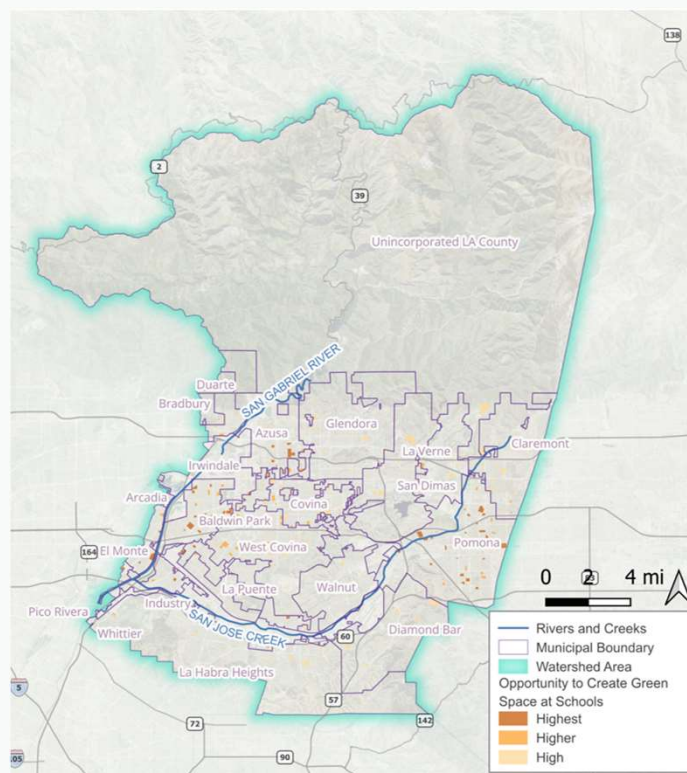 138
2
39
Unincorporated LA County
SAN GABRIEL RIVER
Duarte
Bradbury
Azusa
Glendora
La Verne
Claremont
Irwindale
San Dimas
Arcadia
Covina
Baldwin Park
164
El Monte
West Covina
Pomona
La Puente
Walnut
0 2 4 mi
Pico Rivera
Industry
SAN JOSE CREEK
Whittier
60
Diamond Bar
La Habra Heights
5
57
72
142
90
Rivers and Creeks
Municipal Boundary
Watershed Area
Opportunity to Create Green
Space at Schools
Highest
Higher
High